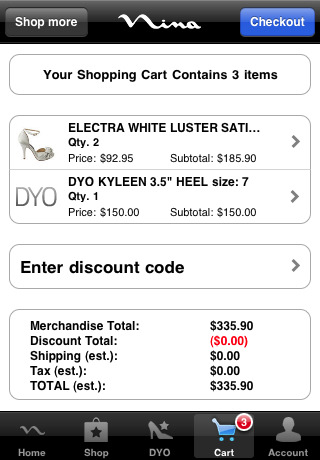 Shop more
Nina
Checkout
Your Shopping Cart Contains 3 items
ELECTRA WHITE LUSTER SATI...
Qty. 2
Price: $92.95 Subtotal: $185.90
DYO
DYO KYLEEN 3.5" HEEL size: 7
Qty. 1
Price: $150.00 Subtotal: $150.00
Enter discount code
Merchandise Total: $335.90
Discount Total: ($0.00)
Shipping (est.): $0.00
Tax (est.): $0.00
TOTAL (est.): $335.90
3
Home Shop DYO Cart Account